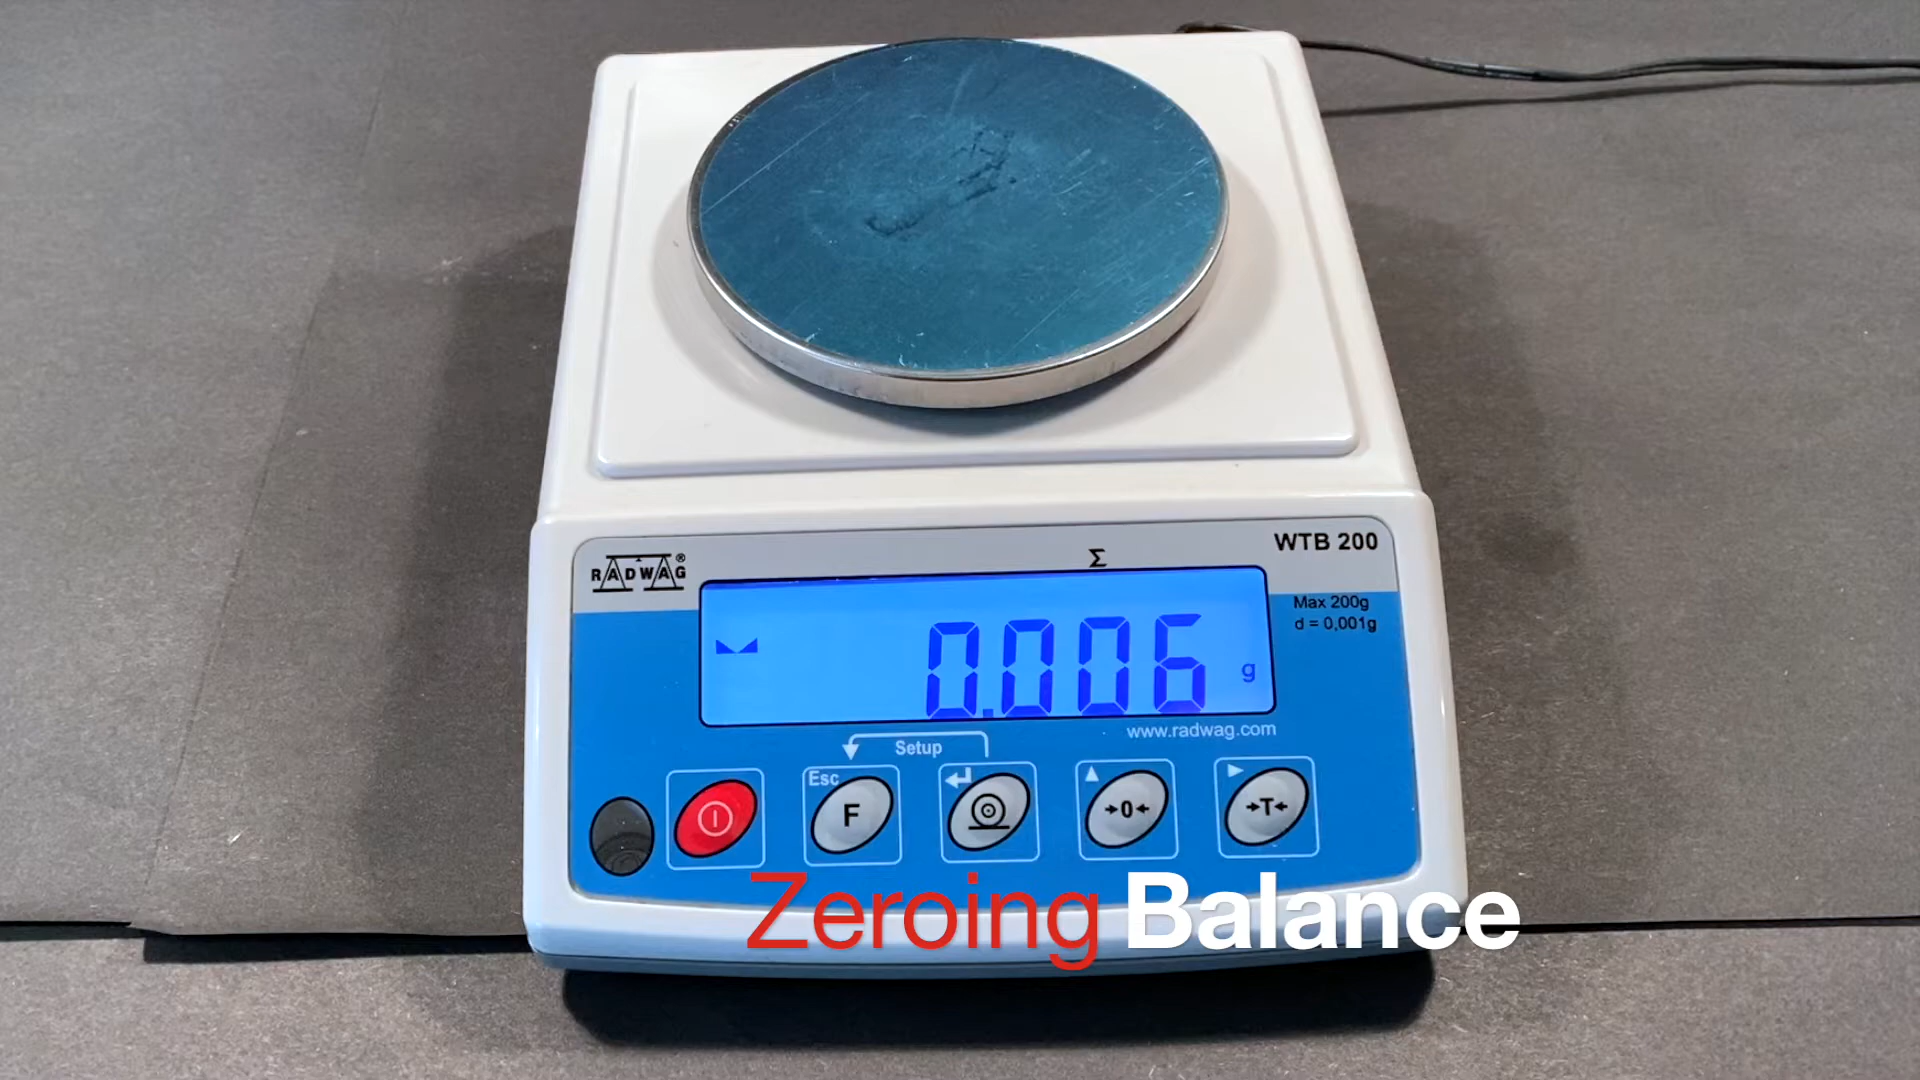 WTB 200
RADWAG®
Σ
Max 200g
d = 0,001g
0.006 g
www.radwag.com
Setup
Esc
F
→0←
→T←
Zeroing Balance